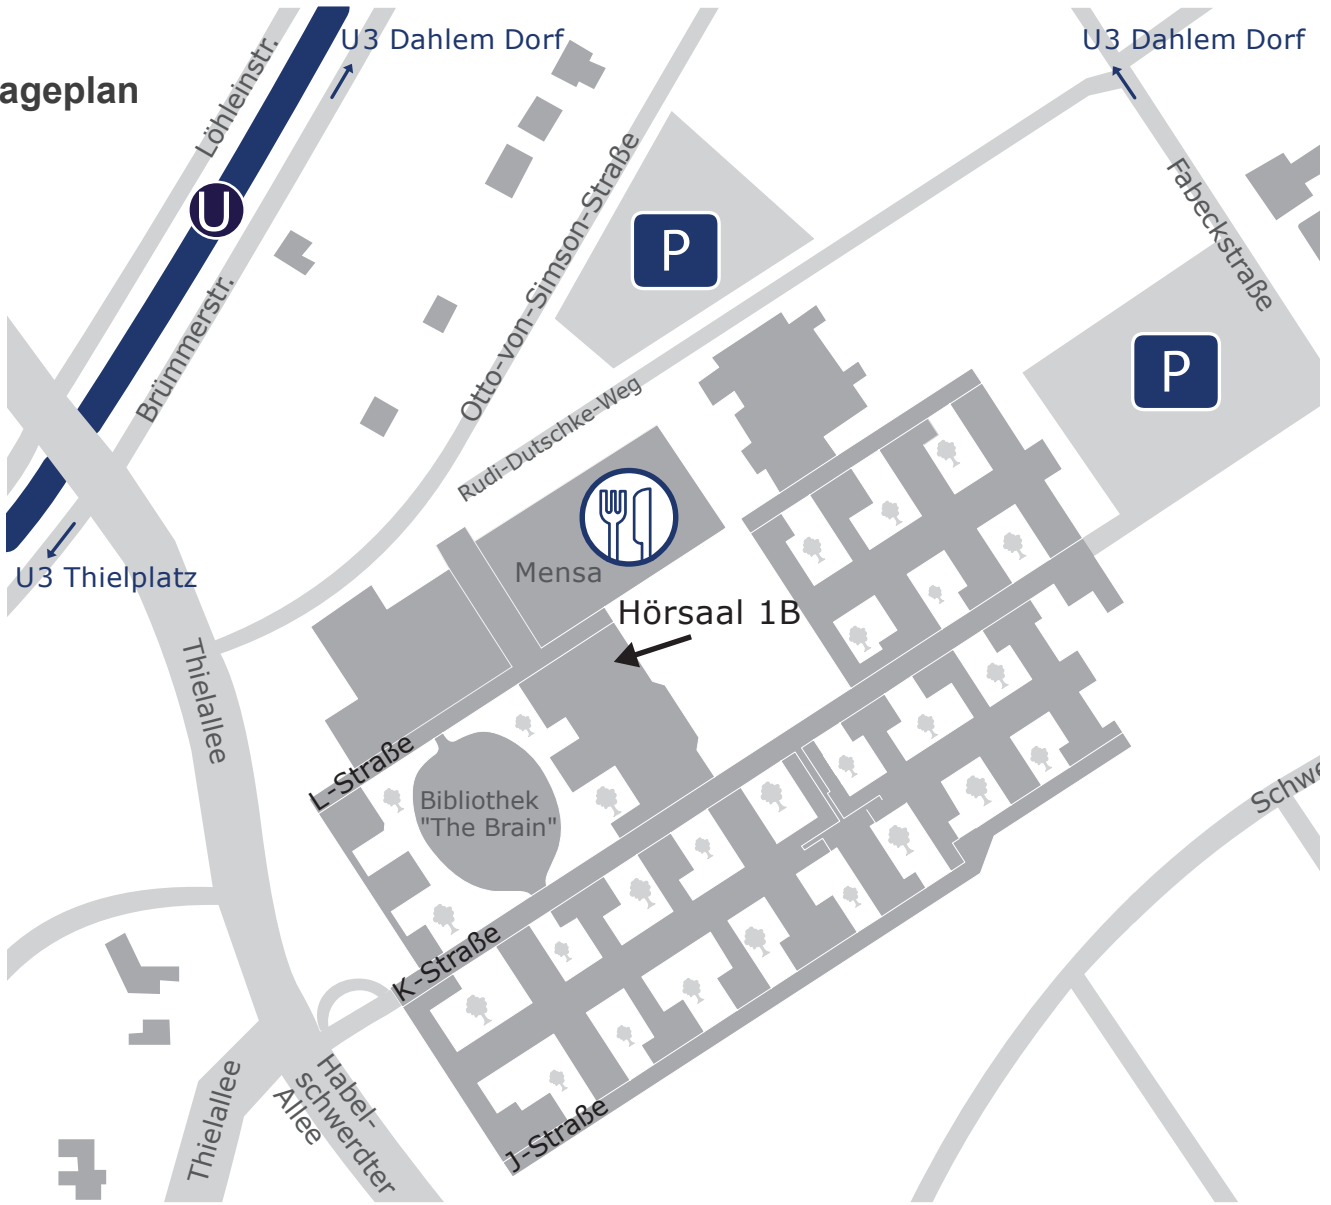 U3 Dahlem Dorf
U3 Dahlem Dorf
ageplan
Löhleinstr.
U
Brümmerstr.
Otto-von-Simson-Straße
P
Fabeckstraße
P
Rudi-Dutschke-Weg
Mensa
U3 Thielplatz
Hörsaal 1B
Thielallee
L-Straße
Bibliothek
"The Brain"
Schwe
K-Straße
Thielallee
Habel-
schwerdter
Allee
J-Straße